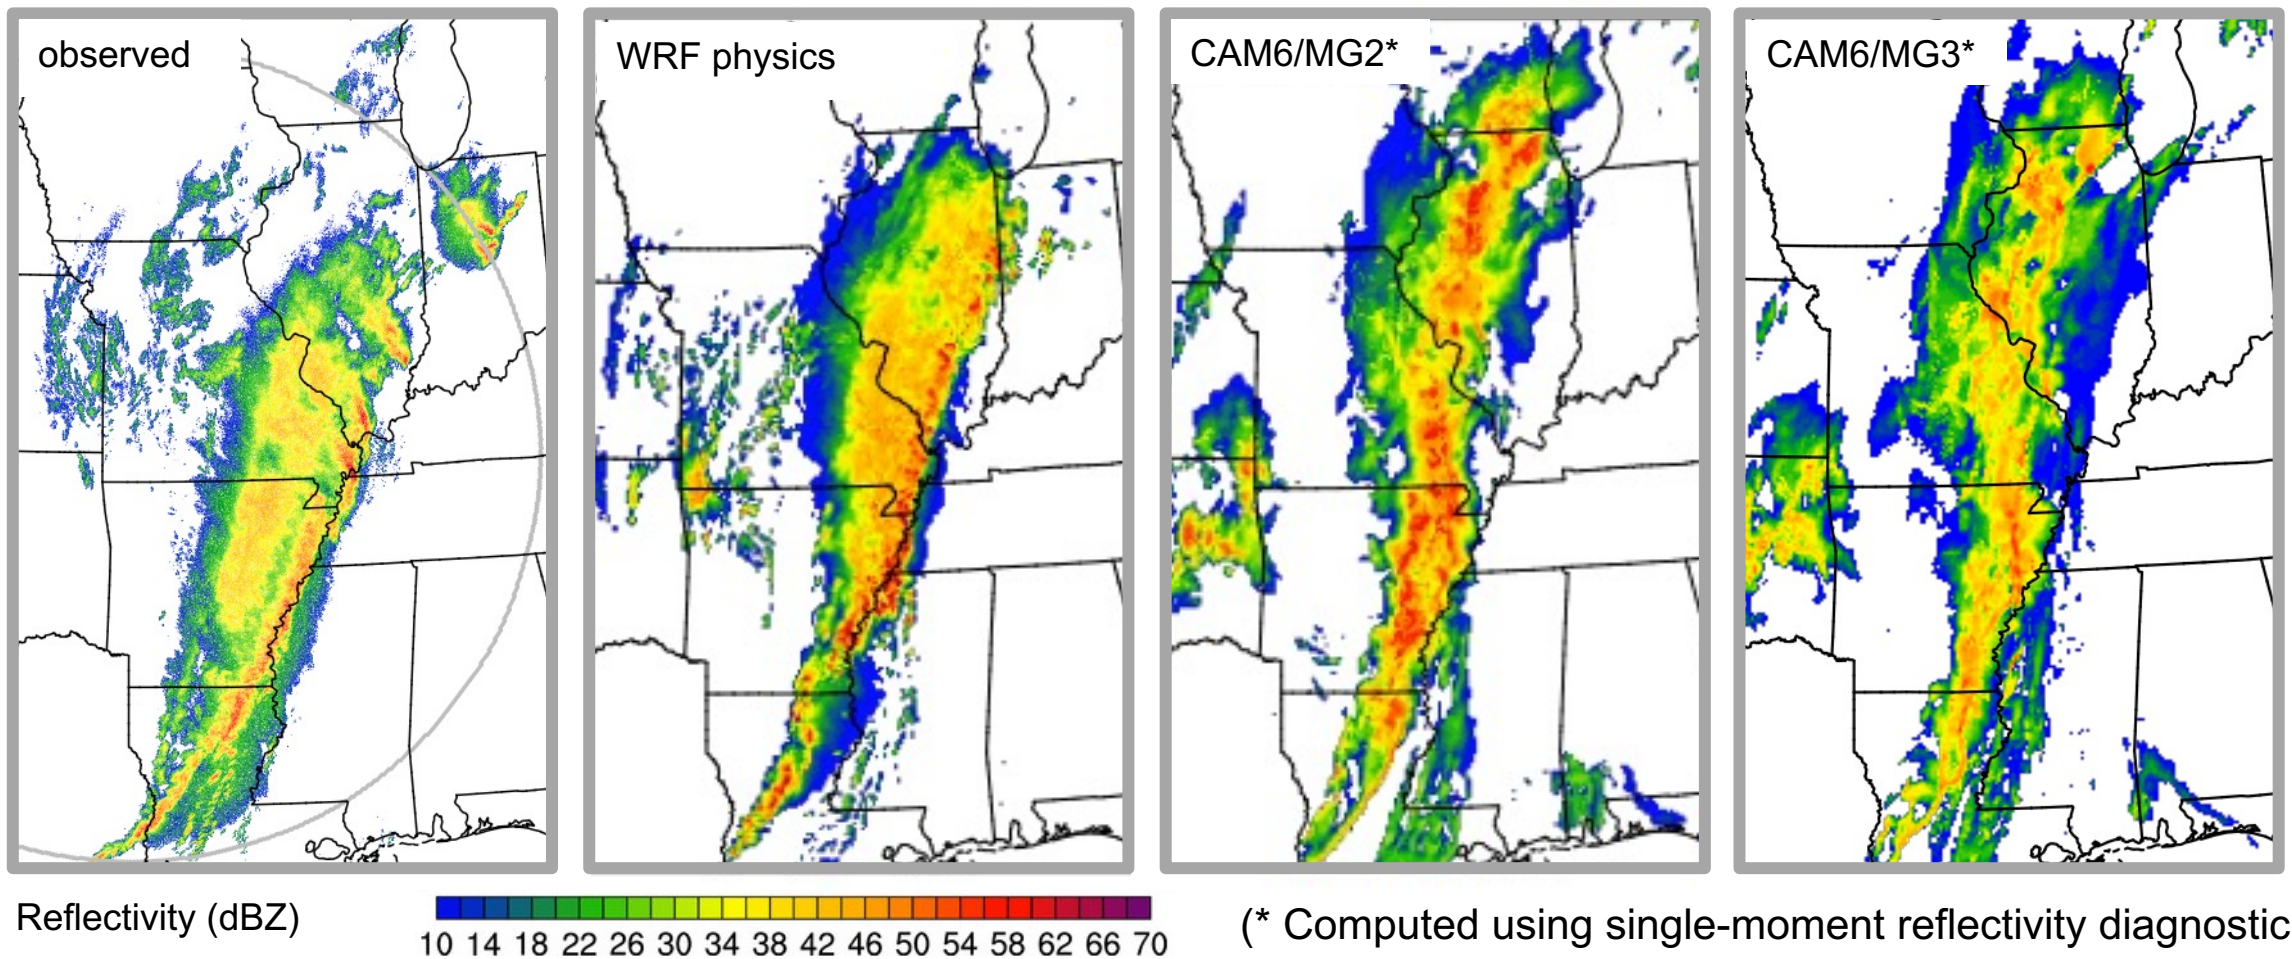 observed
WRF physics
CAM6/MG2*
CAM6/MG3*
Reflectivity (dBZ)
10 14 18 22 26 30 34 38 42 46 50 54 58 62 66 70
(* Computed using single-moment reflectivity diagnostic